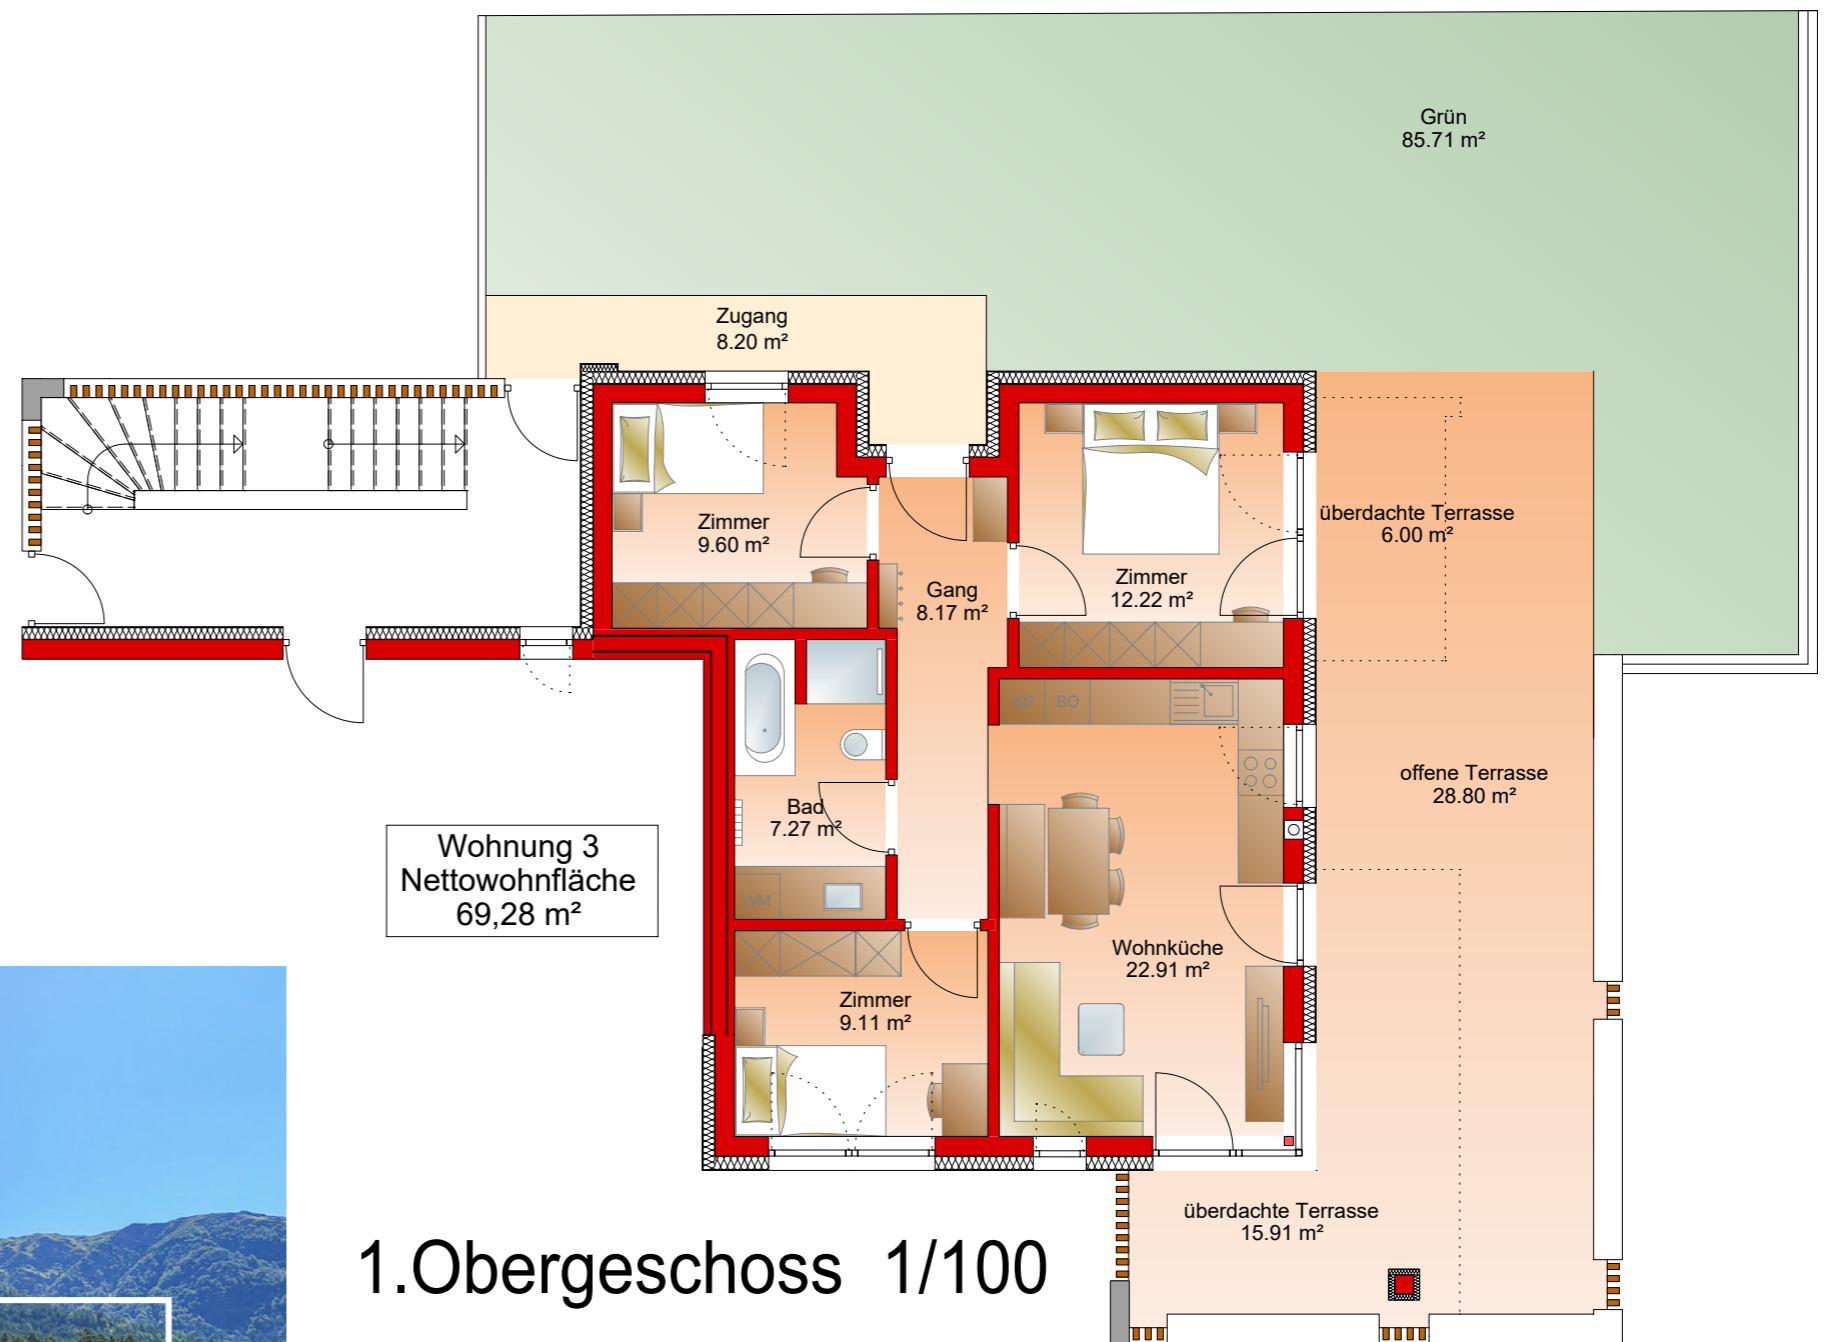 Grün
85.71 m²
Zugang
8.20 m²
Zimmer
9.60 m²
überdachte Terrasse
6.00 m²
Zimmer
12.22 m²
Gang
8.17 m²
KS BO
offene Terrasse
28.80 m²
Bad
7.27 m²
Wohnung 3
Nettowohnfläche
69,28 m²
WM
Wohnküche
22.91 m²
Zimmer
9.11 m²
überdachte Terrasse
15.91 m²
1.Obergeschoss 1/100